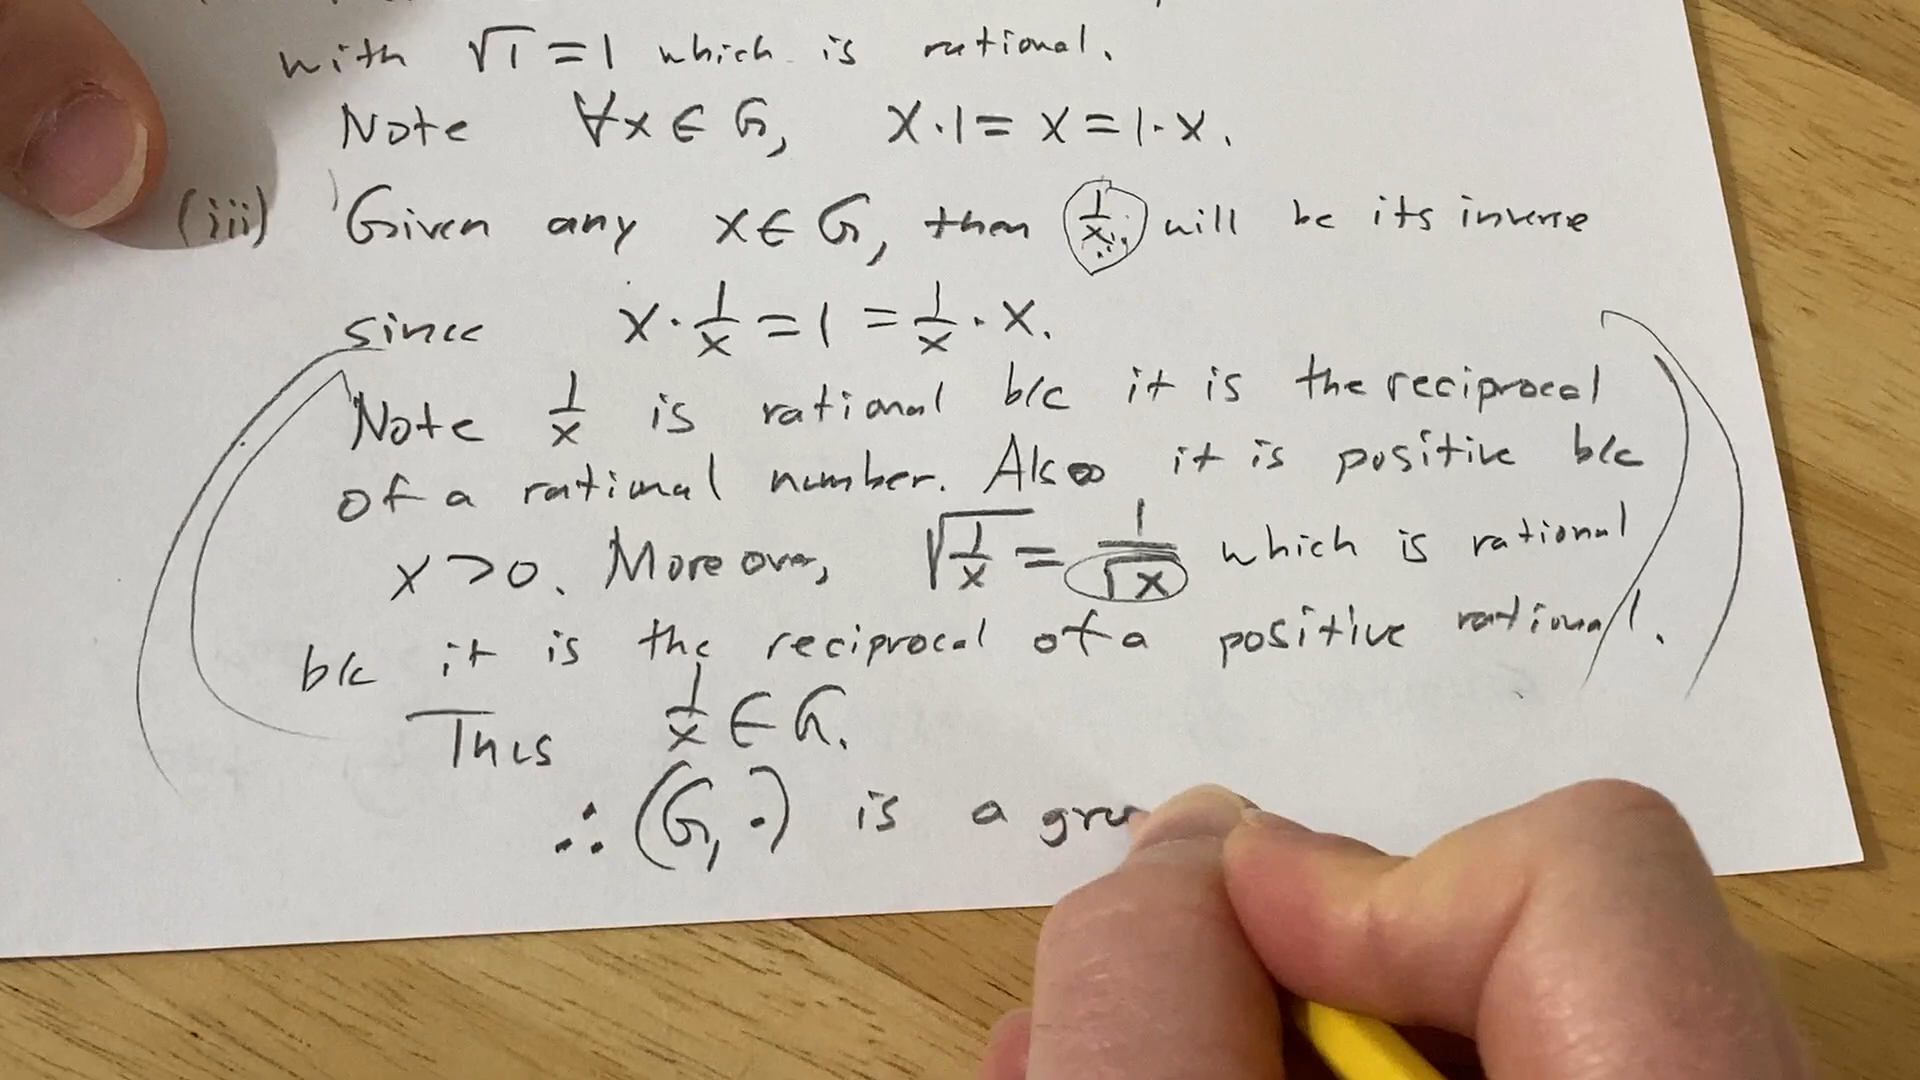 with √1 = 1 which is rational.
Note ∀x ∈ G, x·1 = x = 1·x.
(iii) Given any x ∈ G, then 1/x will be its inverse
since x · 1/x = 1 = 1/x · x.
Note 1/x is rational b/c it is the reciprocal
of a rational number. Also it is positive b/c
x > 0. Moreover, √(1/x) = 1/√x which is rational
b/c it is the reciprocal of a positive rational.
Thus 1/x ∈ G.
∴ (G, ·) is a gro